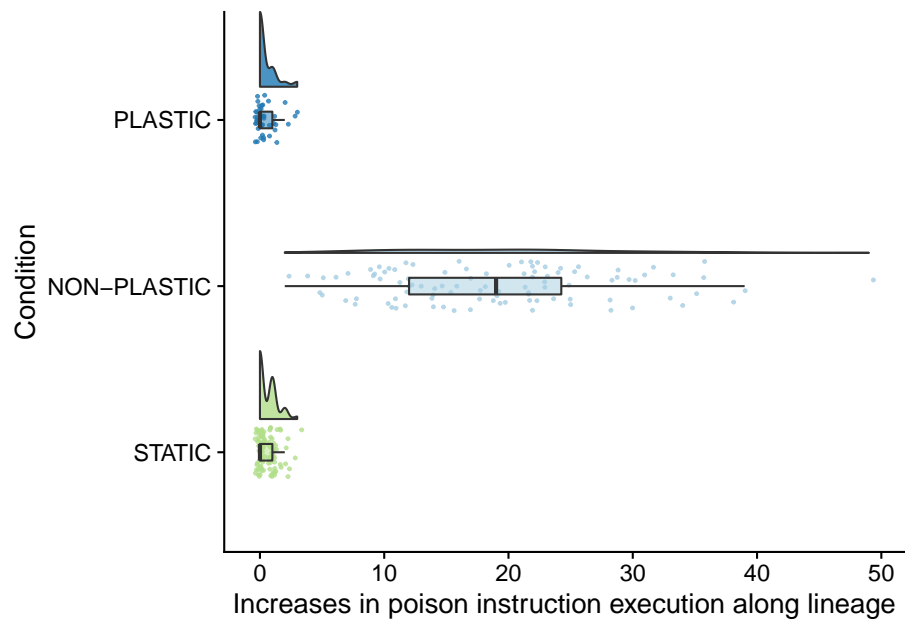 PLASTIC
NON−PLASTIC
STATIC
Condition
0 10 20 30 40 50
Increases in poison instruction execution along lineage